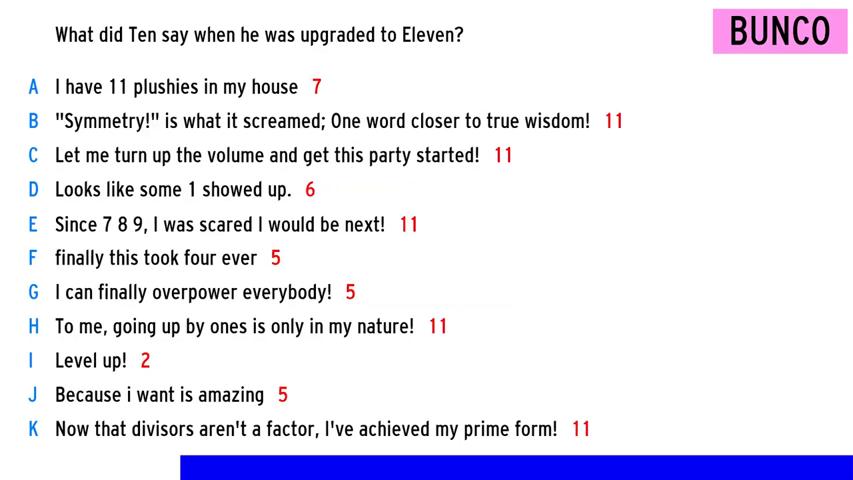 What did Ten say when he was upgraded to Eleven?
BUNCO
A I have 11 plushies in my house 7
B "Symmetry!" is what it screamed; One word closer to true wisdom! 11
C Let me turn up the volume and get this party started! 11
D Looks like some 1 showed up. 6
E Since 7 8 9, I was scared I would be next! 11
F finally this took four ever 5
G I can finally overpower everybody! 5
H To me, going up by ones is only in my nature! 11
I Level up! 2
J Because i want is amazing 5
K Now that divisors aren't a factor, I've achieved my prime form! 11